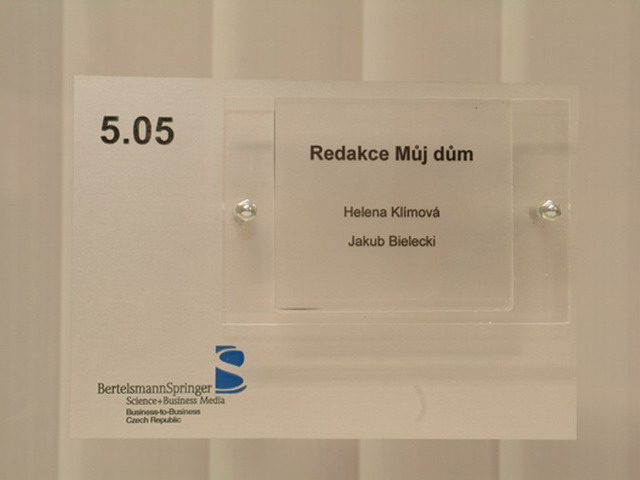 5.05
Redakce Můj dům
Helena Klímová
Jakub Bielecki
BertelsmannSpringer
Science+Business Media
Business-to-Business
Czech Republic